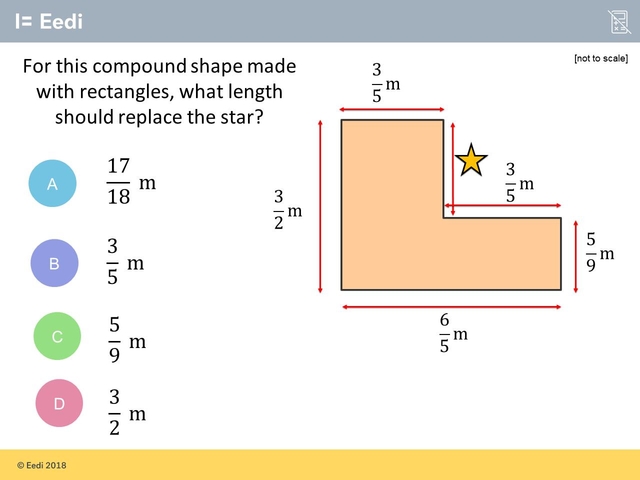 I= Eedi
For this compound shape made
with rectangles, what length
should replace the star?
[not to scale]
A 17/18 m
B 3/5 m
C 5/9 m
D 3/2 m
3/5 m
3/5 m
3/2 m
5/9 m
6/5 m
© Eedi 2018